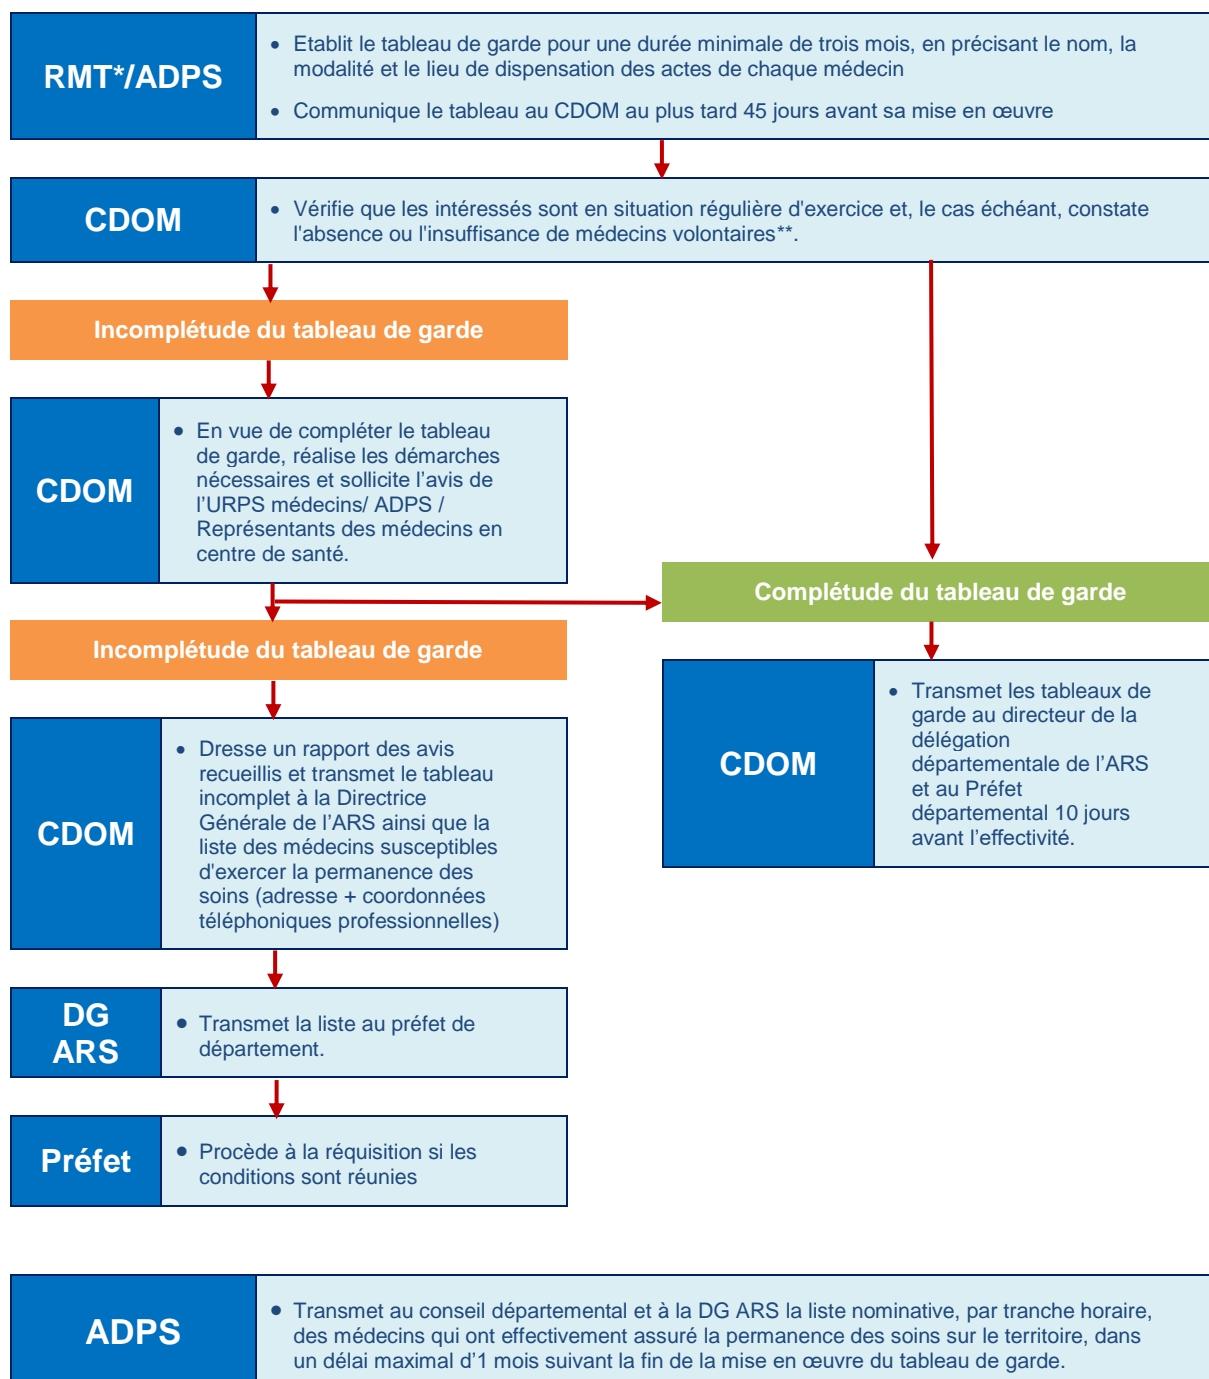 RMT*/ADPS
• Etablit le tableau de garde pour une durée minimale de trois mois, en précisant le nom, la
modalité et le lieu de dispensation des actes de chaque médecin
• Communique le tableau au CDOM au plus tard 45 jours avant sa mise en œuvre
CDOM
• Vérifie que les intéressés sont en situation régulière d'exercice et, le cas échéant, constate
l'absence ou l'insuffisance de médecins volontaires**.
Incomplétude du tableau de garde
CDOM
• En vue de compléter le tableau
de garde, réalise les démarches
nécessaires et sollicite l’avis de
l’URPS médecins/ ADPS /
Représentants des médecins en
centre de santé.
Complétude du tableau de garde
Incomplétude du tableau de garde
CDOM
• Transmet les tableaux de
garde au directeur de la
délégation
départementale de l’ARS
et au Préfet
départemental 10 jours
avant l’effectivité.
CDOM
• Dresse un rapport des avis
recueillis et transmet le tableau
incomplet à la Directrice
Générale de l’ARS ainsi que la
liste des médecins susceptibles
d'exercer la permanence des
soins (adresse + coordonnées
téléphoniques professionnelles)
DG
ARS
• Transmet la liste au préfet de
département.
Préfet
• Procède à la réquisition si les
conditions sont réunies
ADPS
• Transmet au conseil départemental et à la DG ARS la liste nominative, par tranche horaire,
des médecins qui ont effectivement assuré la permanence des soins sur le territoire, dans
un délai maximal d’1 mois suivant la fin de la mise en œuvre du tableau de garde.